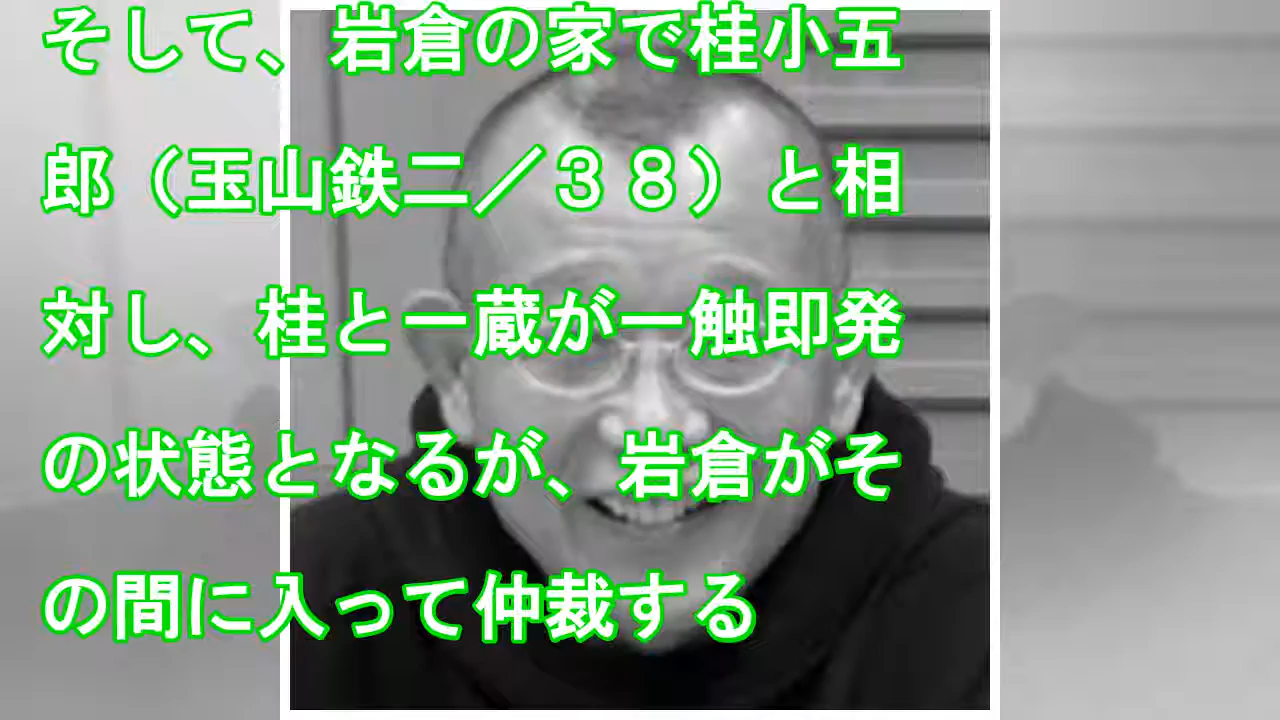 そして、岩倉の家で桂小五
郎（玉山鉄二／３８）と相
対し、桂と一蔵が一触即発
の状態となるが、岩倉がそ
の間に入って仲裁する